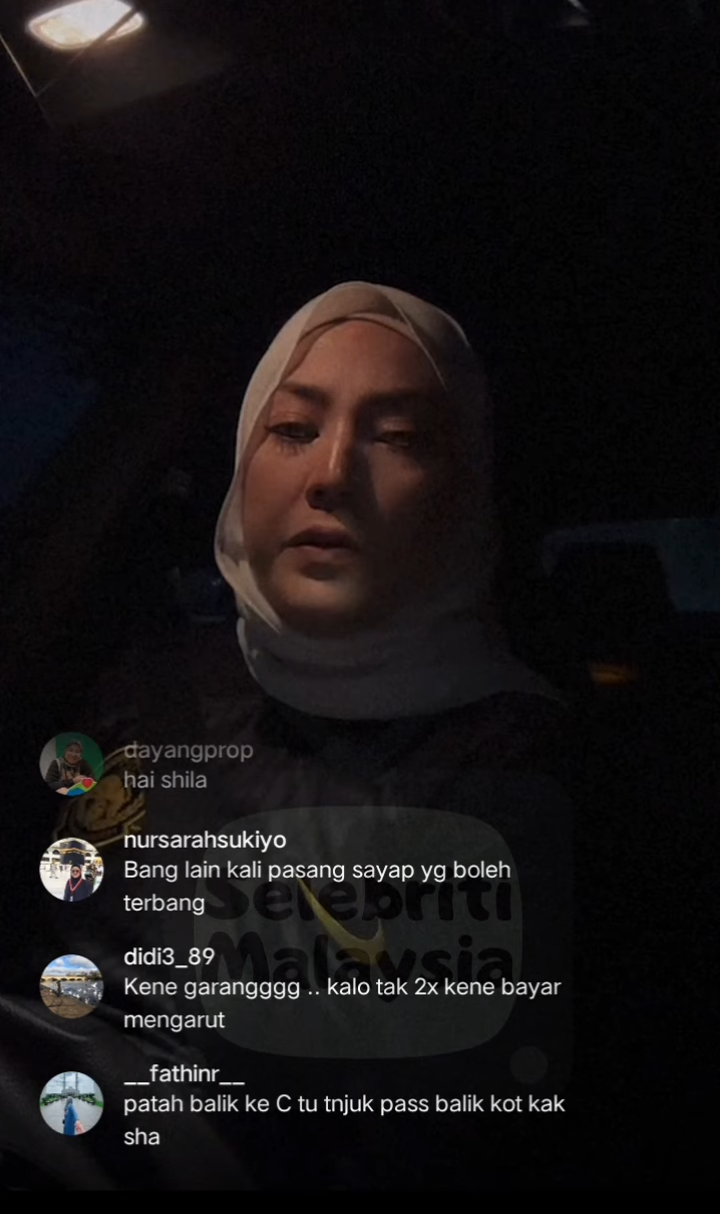 dayangprop
hai shila
nursarahsukiyo
Bang lain kali pasang sayap yg boleh
terbang
Selebriti
Malaysia
didi3_89
Kene garangggg .. kalo tak 2x kene bayar
mengarut
__fathinr__
patah balik ke C tu tnjuk pass balik kot kak
sha